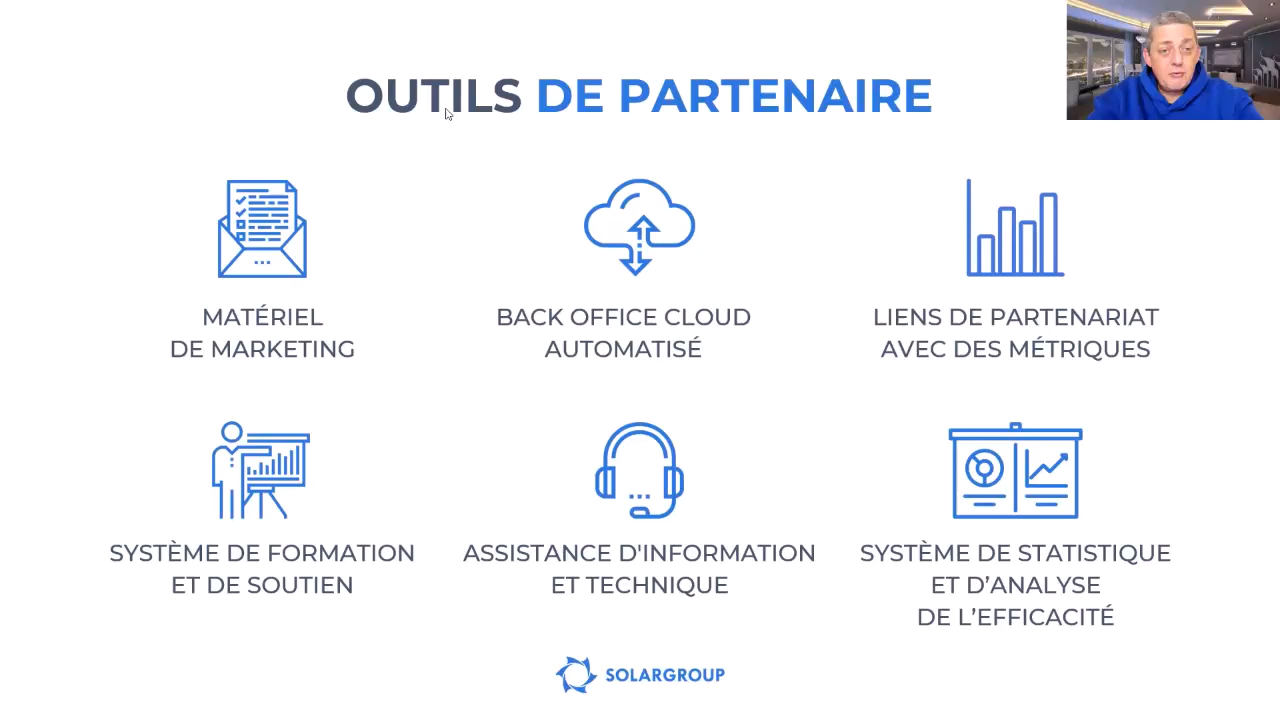 OUTILS DE PARTENAIRE
MATÉRIEL
DE MARKETING
BACK OFFICE CLOUD
AUTOMATISÉ
LIENS DE PARTENARIAT
AVEC DES MÉTRIQUES
SYSTÈME DE FORMATION
ET DE SOUTIEN
ASSISTANCE D'INFORMATION
ET TECHNIQUE
SYSTÈME DE STATISTIQUE
ET D’ANALYSE
DE L’EFFICACITÉ
SOLARGROUP